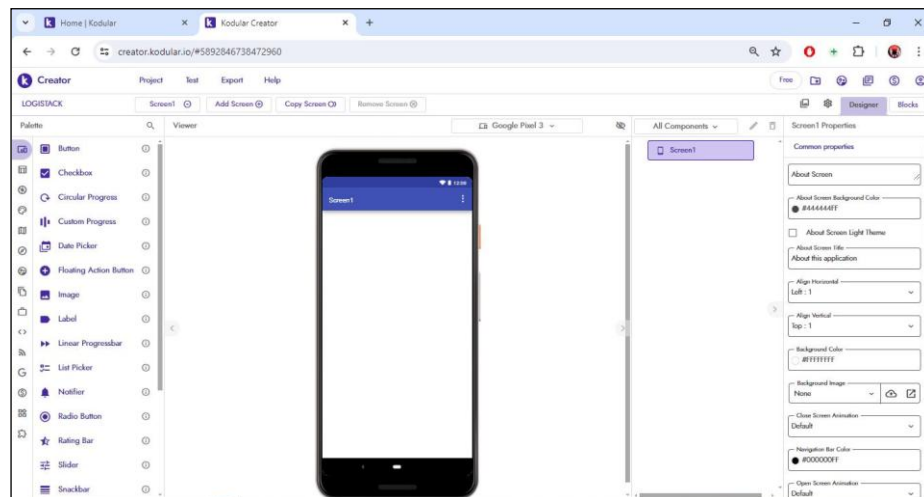 Home | Kodular
Kodular Creator
creator.kodular.io/#5892846738472960
Creator Project Test Export Help Free
LOGISTACK Screen1 Add Screen Copy Screen Remove Screen Designer Blocks
Palette Viewer Google Pixel 3 All Components Screen1 Properties
Button
Checkbox
Circular Progress
Custom Progress
Date Picker
Floating Action Button
Image
Label
Linear Progressbar
List Picker
Notifier
Radio Button
Rating Bar
Slider
Snackbar
12:00
Screen1
Screen1
Common properties
About Screen
About Screen Background Color
#444444FF
About Screen Light Theme
About Screen Title
About this application
Align Horizontal
Left : 1
Align Vertical
Top : 1
Background Color
#FFFFFFFF
Background Image
None
Close Screen Animation
Default
Navigation Bar Color
#000000FF
Open Screen Animation
Default